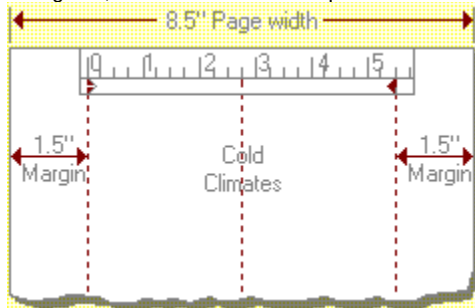 8.5" Page width
0 1 2 3 4 5
1.5"
Margin
Cold
Climates
1.5"
Margin